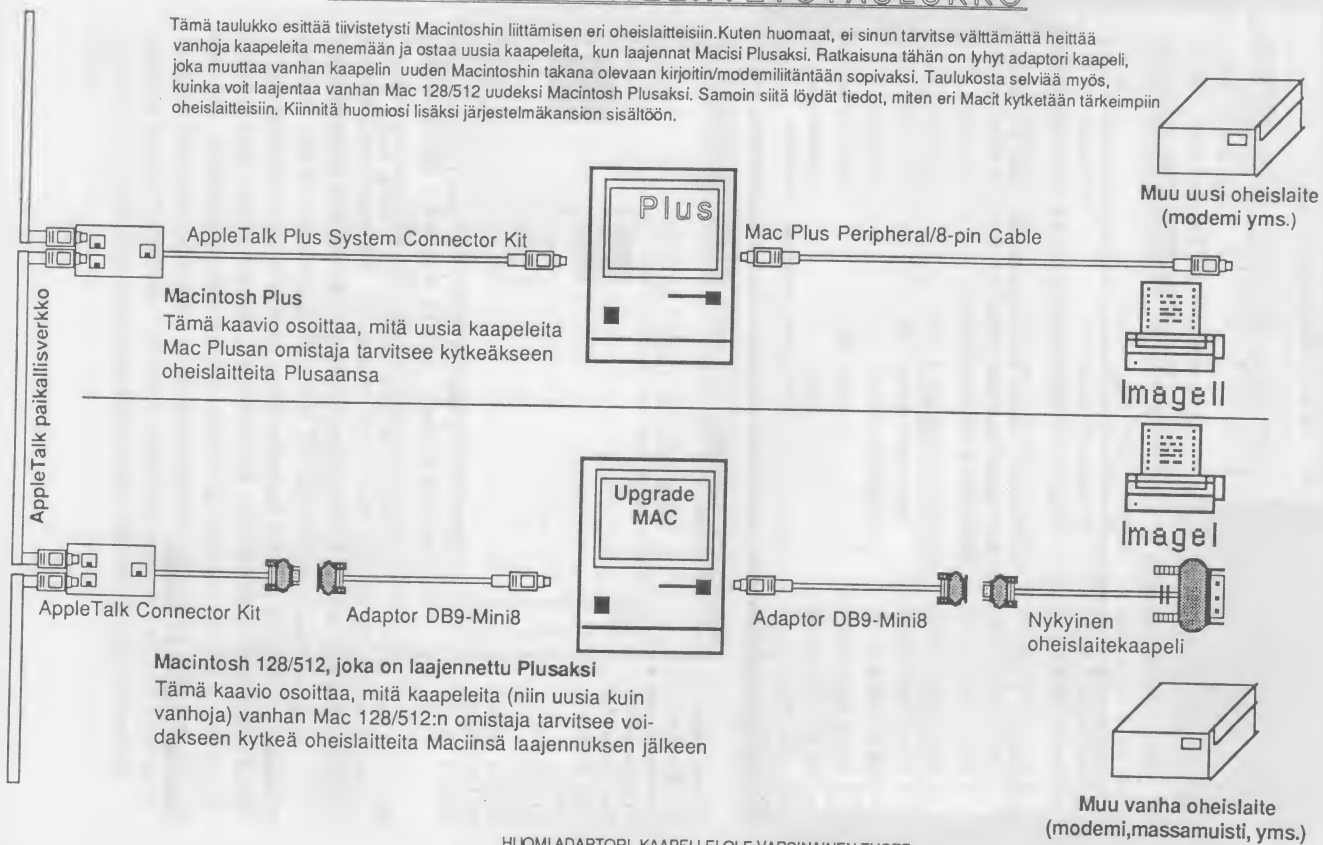 Tämä taulukko esittää tiivistetysti Macintoshin liittämisen eri oheislaitteisiin.Kuten huomaat, ei sinun tarvitse välttämättä heittää
vanhoja kaapeleita menemään ja ostaa uusia kaapeleita, kun laajennat Macisi Plusaksi. Ratkaisuna tähän on lyhyt adaptori kaapeli,
joka muuttaa vanhan kaapelin uuden Macintoshin takana olevaan kirjoitin/modemiliitäntään sopivaksi. Taulukosta selviää myös,
kuinka voit laajentaa vanhan Mac 128/512 uudeksi Macintosh Plusaksi. Samoin siitä löydät tiedot, miten eri Macit kytketään tärkeimpiin
oheislaitteisiin. Kiinnitä huomiosi lisäksi järjestelmäkansion sisältöön.
Muu uusi oheislaite
(modemi yms.)
Plus
AppleTalk Plus System Connector Kit
Mac Plus Peripheral/8-pin Cable
AppleTalk paikallisverkko
Macintosh Plus
Tämä kaavio osoittaa, mitä uusia kaapeleita
Mac Plusan omistaja tarvitsee kytkeäkseen
oheislaitteita Plusaansa
ImageII
Upgrade
MAC
ImageI
AppleTalk Connector Kit
Adaptor DB9-Mini8
Adaptor DB9-Mini8
Nykyinen
oheislaitekaapeli
Macintosh 128/512, joka on laajennettu Plusaksi
Tämä kaavio osoittaa, mitä kaapeleita (niin uusia kuin
vanhoja) vanhan Mac 128/512:n omistaja tarvitsee voi-
dakseen kytkeä oheislaitteita Maciinsä laajennuksen jälkeen
Muu vanha oheislaite
(modemi,massamuisti, yms.)